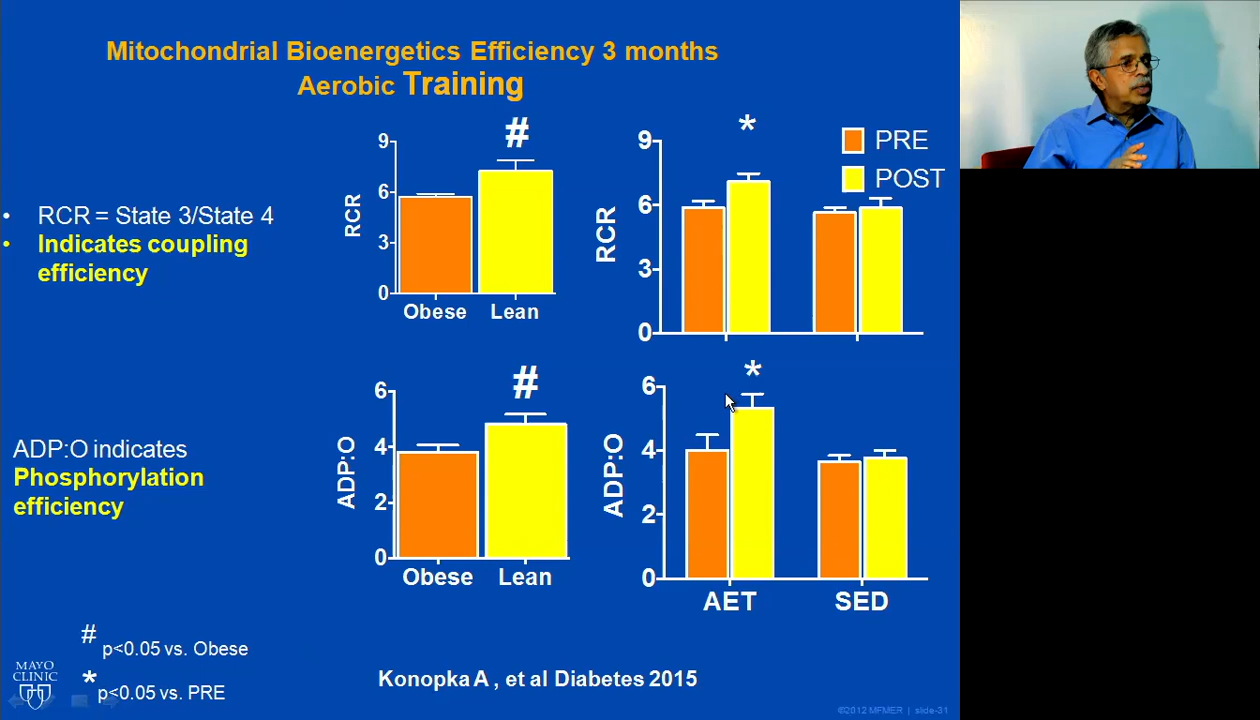 Mitochondrial Bioenergetics Efficiency 3 months
Aerobic Training
• RCR = State 3/State 4
• Indicates coupling
efficiency
9
6
3
0
RCR
#
Obese
Lean
9
6
3
0
RCR
*
PRE
POST
ADP:O indicates
Phosphorylation
efficiency
6
4
2
0
ADP:O
#
Obese
Lean
6
4
2
0
ADP:O
*
AET
SED
# p<0.05 vs. Obese
* p<0.05 vs. PRE
MAYO
CLINIC
Konopka A , et al Diabetes 2015
©2012 MFMER | slide-31